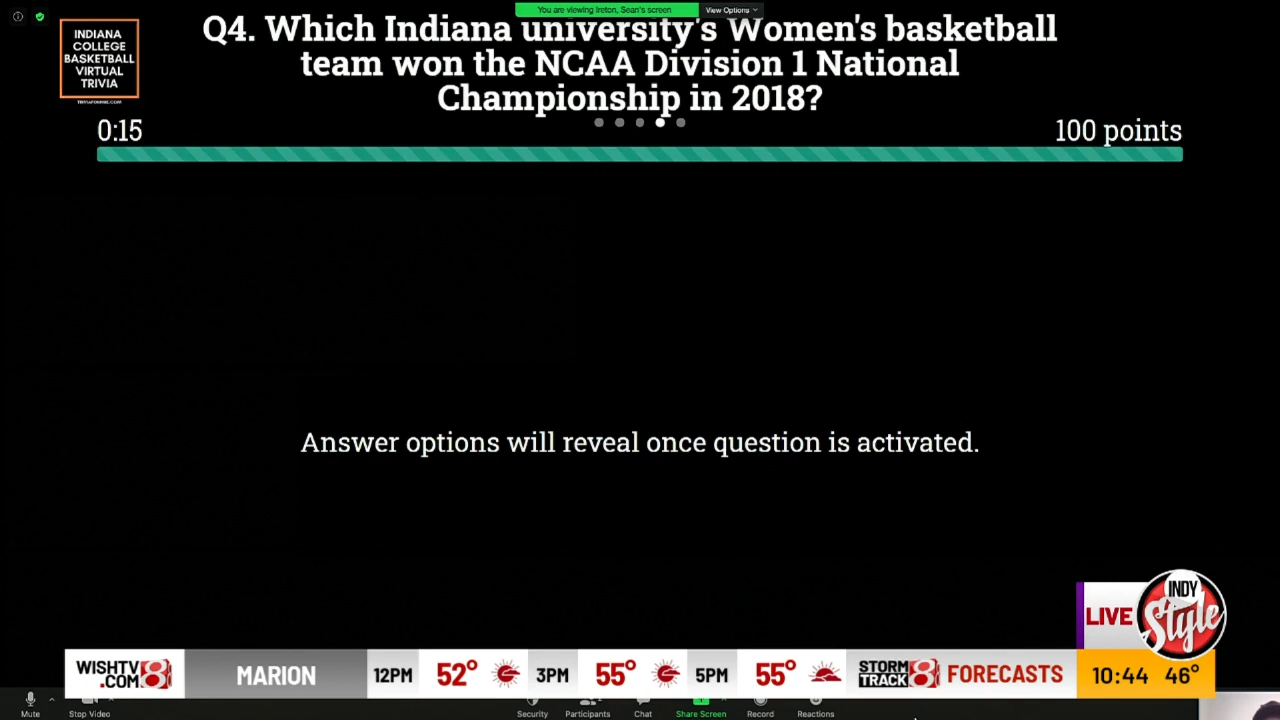 You are viewing Ireton, Sean's screen
View Options
INDIANA
COLLEGE
BASKETBALL
VIRTUAL
TRIVIA
Q4. Which Indiana university's Women's basketball
team won the NCAA Division 1 National
Championship in 2018?
0:15
100 points
Answer options will reveal once question is activated.
LIVE
INDY
Style
WISHTV8
.COM
MARION
12PM
52°
3PM
55°
5PM
55°
STORM
TRACK 8
FORECASTS
10:44
46°
Mute
Stop Video
Security
Participants
Chat
Share Screen
Record
Reactions